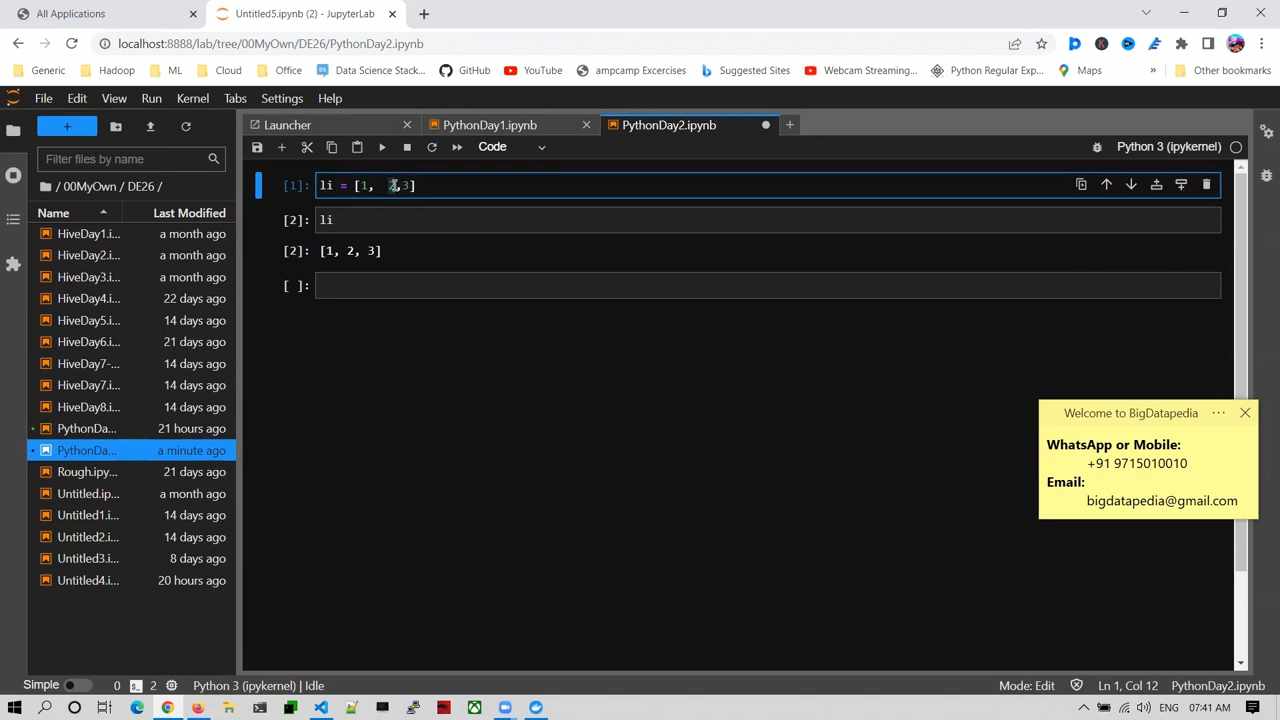 All Applications
Untitled5.ipynb (2) - JupyterLab
localhost:8888/lab/tree/00MyOwn/DE26/PythonDay2.ipynb
Generic
Hadoop
ML
Cloud
Office
Data Science Stack...
GitHub
YouTube
ampcamp Excercises
Suggested Sites
Webcam Streaming...
Python Regular Exp...
Maps
»
Other bookmarks
File Edit View Run Kernel Tabs Settings Help
Launcher
PythonDay1.ipynb
PythonDay2.ipynb
Code
Python 3 (ipykernel)
Filter files by name
/ 00MyOwn / DE26 /
Name Last Modified
HiveDay1.i... a month ago
HiveDay2.i... a month ago
HiveDay3.i... a month ago
HiveDay4.i... 22 days ago
HiveDay5.i... 14 days ago
HiveDay6.i... 21 days ago
HiveDay7-... 14 days ago
HiveDay7.i... 14 days ago
HiveDay8.i... 14 days ago
PythonDa... 21 hours ago
PythonDa... a minute ago
Rough.ipy... 21 days ago
Untitled.ip... a month ago
Untitled1.i... 14 days ago
Untitled2.i... 14 days ago
Untitled3.i... 8 days ago
Untitled4.i... 20 hours ago
[1]: li = [1, 2,3]
[2]: li
[2]: [1, 2, 3]
[ ]:
Welcome to BigDatapedia ...
WhatsApp or Mobile:
+91 9715010010
Email:
bigdatapedia@gmail.com
Simple 0 2 Python 3 (ipykernel) | Idle
Mode: Edit Ln 1, Col 12 PythonDay2.ipynb
ENG 07:41 AM